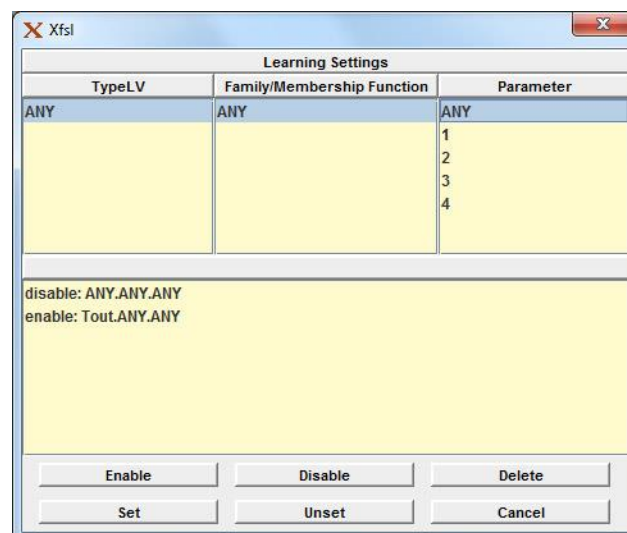 Xfsl
Learning Settings
TypeLV Family/Membership Function Parameter
ANY ANY ANY
1
2
3
4
disable: ANY.ANY.ANY
enable: Tout.ANY.ANY
Enable Disable Delete
Set Unset Cancel